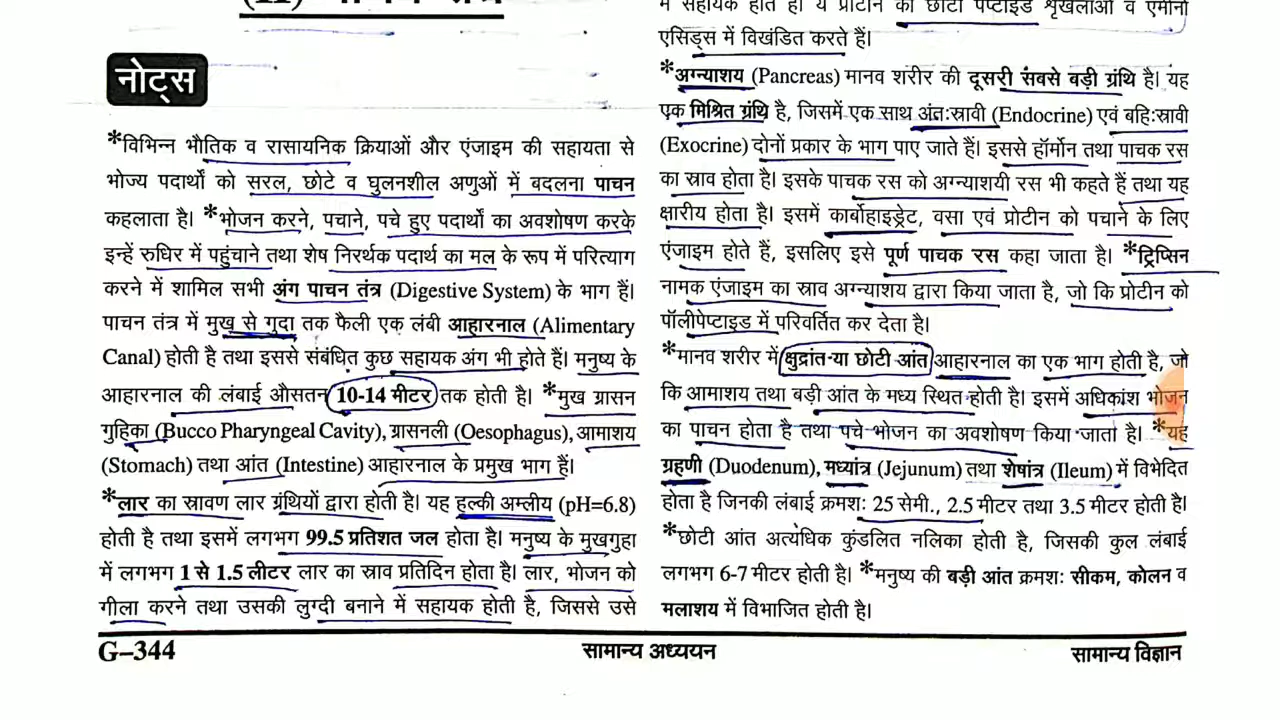 नोट्स
*विभिन्न भौतिक व रासायनिक क्रियाओं और एंजाइम की सहायता से
भोज्य पदार्थों को सरल, छोटे व घुलनशील अणुओं में बदलना पाचन
कहलाता है। *भोजन करने, पचाने, पचे हुए पदार्थों का अवशोषण करके
इन्हें रुधिर में पहुंचाने तथा शेष निरर्थक पदार्थ का मल के रूप में परित्याग
करने में शामिल सभी अंग पाचन तंत्र (Digestive System) के भाग हैं।
पाचन तंत्र में मुख से गुदा तक फैली एक लंबी आहारनाल (Alimentary
Canal) होती है तथा इससे संबंधित कुछ सहायक अंग भी होते हैं। मनुष्य के
आहारनाल की लंबाई औसतन 10-14 मीटर तक होती है। *मुख ग्रासन
गुहिका (Bucco Pharyngeal Cavity), ग्रासनली (Oesophagus), आमाशय
(Stomach) तथा आंत (Intestine) आहारनाल के प्रमुख भाग हैं।
*लार का स्रावण लार ग्रंथियों द्वारा होती है। यह हल्की अम्लीय (pH=6.8)
होती है तथा इसमें लगभग 99.5 प्रतिशत जल होता है। मनुष्य के मुखगुहा
में लगभग 1 से 1.5 लीटर लार का स्राव प्रतिदिन होता है। लार, भोजन को
गीला करने तथा उसकी लुग्दी बनाने में सहायक होती है, जिससे उसे
में सहायक होते हैं। ये प्रोटीन को छोटी पेप्टाइड शृंखलाओं व एमीनो
एसिड्स में विखंडित करते हैं।
*अग्न्याशय (Pancreas) मानव शरीर की दूसरी सबसे बड़ी ग्रंथि है। यह
एक मिश्रित ग्रंथि है, जिसमें एक साथ अंतःस्रावी (Endocrine) एवं बहिःस्रावी
(Exocrine) दोनों प्रकार के भाग पाए जाते हैं। इससे हॉर्मोन तथा पाचक रस
का स्राव होता है। इसके पाचक रस को अग्न्याशयी रस भी कहते हैं तथा यह
क्षारीय होता है। इसमें कार्बोहाइड्रेट, वसा एवं प्रोटीन को पचाने के लिए
एंजाइम होते हैं, इसलिए इसे पूर्ण पाचक रस कहा जाता है। *ट्रिप्सिन
नामक एंजाइम का स्राव अग्न्याशय द्वारा किया जाता है, जो कि प्रोटीन को
पॉलीपेप्टाइड में परिवर्तित कर देता है।
*मानव शरीर में क्षुद्रांत या छोटी आंत आहारनाल का एक भाग होती है, जो
कि आमाशय तथा बड़ी आंत के मध्य स्थित होती है। इसमें अधिकांश भोजन
का पाचन होता है तथा पचे भोजन का अवशोषण किया जाता है। *यह
ग्रहणी (Duodenum), मध्यांत्र (Jejunum) तथा शेषांत्र (Ileum) में विभेदित
होता है जिनकी लंबाई क्रमशः 25 सेमी., 2.5 मीटर तथा 3.5 मीटर होती है।
*छोटी आंत अत्यधिक कुंडलित नलिका होती है, जिसकी कुल लंबाई
लगभग 6-7 मीटर होती है। *मनुष्य की बड़ी आंत क्रमशः सीकम, कोलन व
मलाशय में विभाजित होती है।
G–344 सामान्य अध्ययन सामान्य विज्ञान